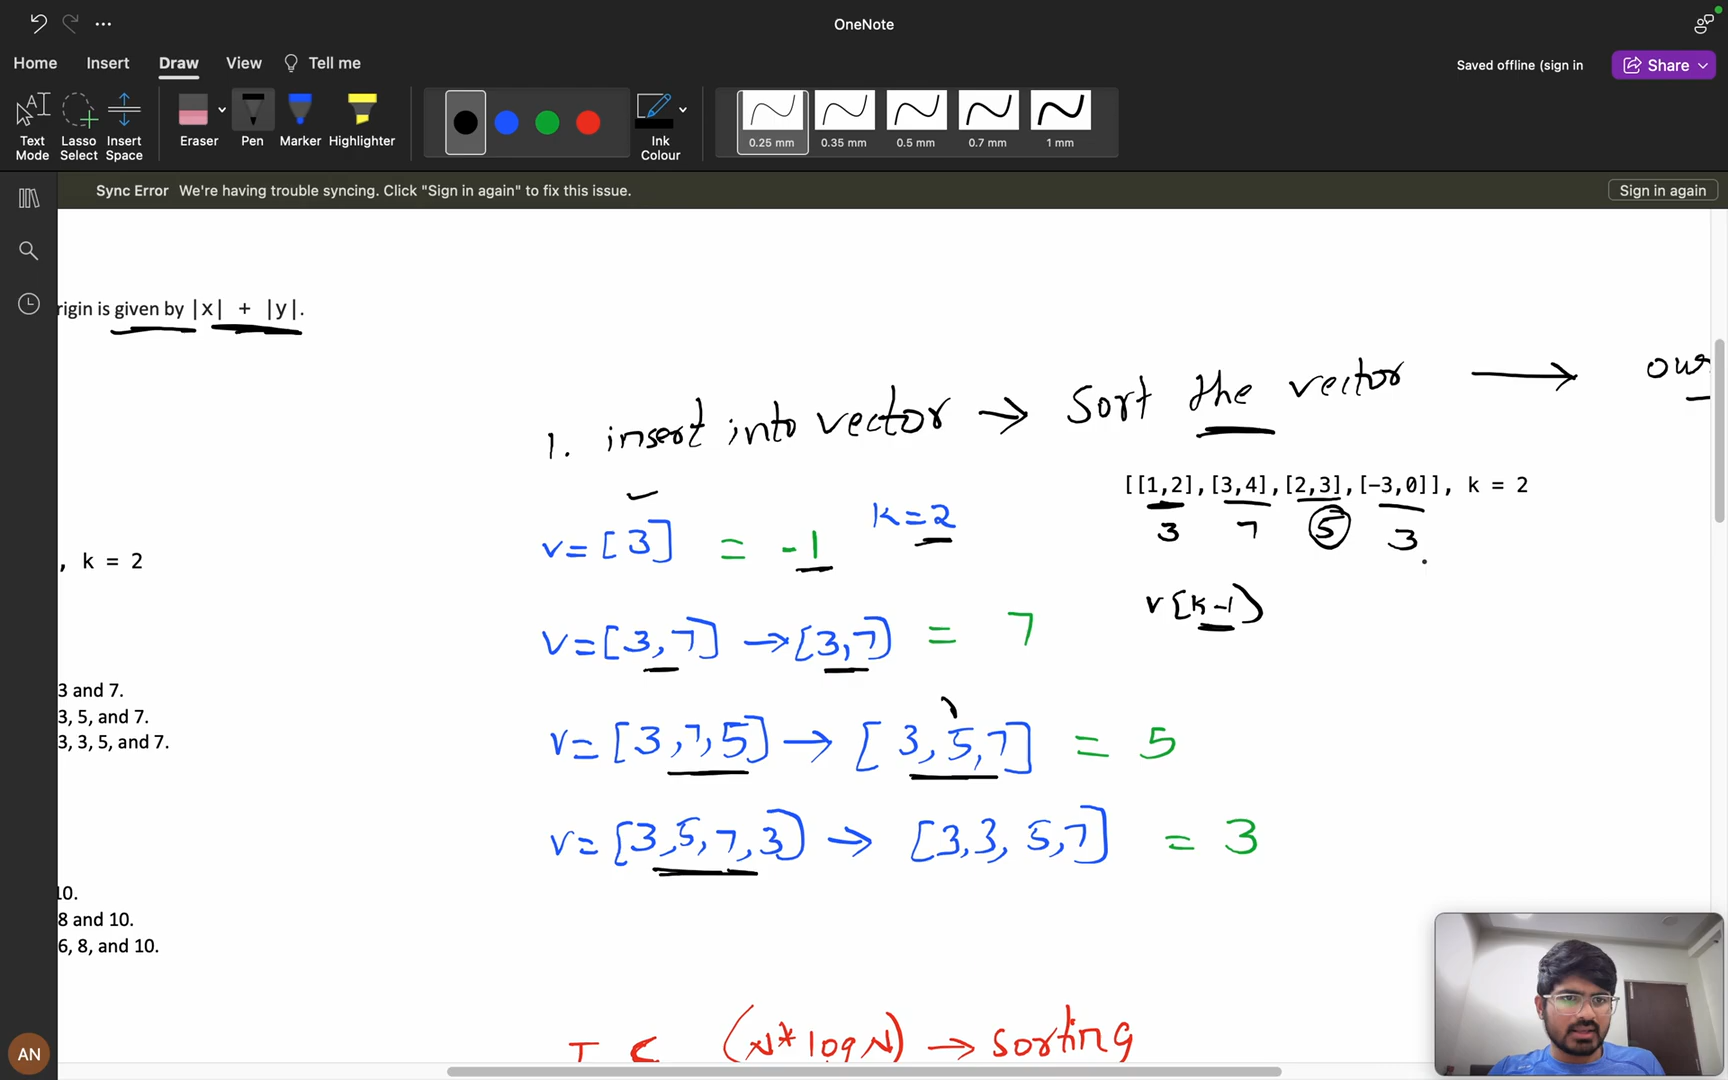 OneNote
Home Insert Draw View Tell me
Saved offline (sign in
Share
Text Mode
Lasso Select
Insert Space
Eraser
Pen
Marker
Highlighter
Ink Colour
0.25 mm
0.35 mm
0.5 mm
0.7 mm
1 mm
Sync Error We're having trouble syncing. Click "Sign in again" to fix this issue.
Sign in again
rigin is given by |x| + |y|.
1. insert into vector → Sort the vector → our
[[1,2],[3,4],[2,3],[-3,0]], k = 2
3 7 5 3
v=[3] = -1 k=2
, k = 2
v[k-1]
v=[3,7] → [3,7] = 7
3 and 7.
3, 5, and 7.
3, 3, 5, and 7.
v=[3,7,5] → [3,5,7] = 5
v=[3,5,7,3] → [3,3,5,7] = 3
10.
8 and 10.
6, 8, and 10.
(N*logN) → sorting
AN